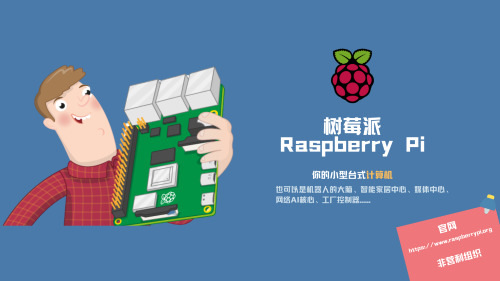 树莓派
Raspberry Pi
你的小型台式计算机
也可以是机器人的大脑、智能家居中心、媒体中心、
网络AI核心、工厂控制器……
官网
https://www.raspberrypi.org
非营利组织